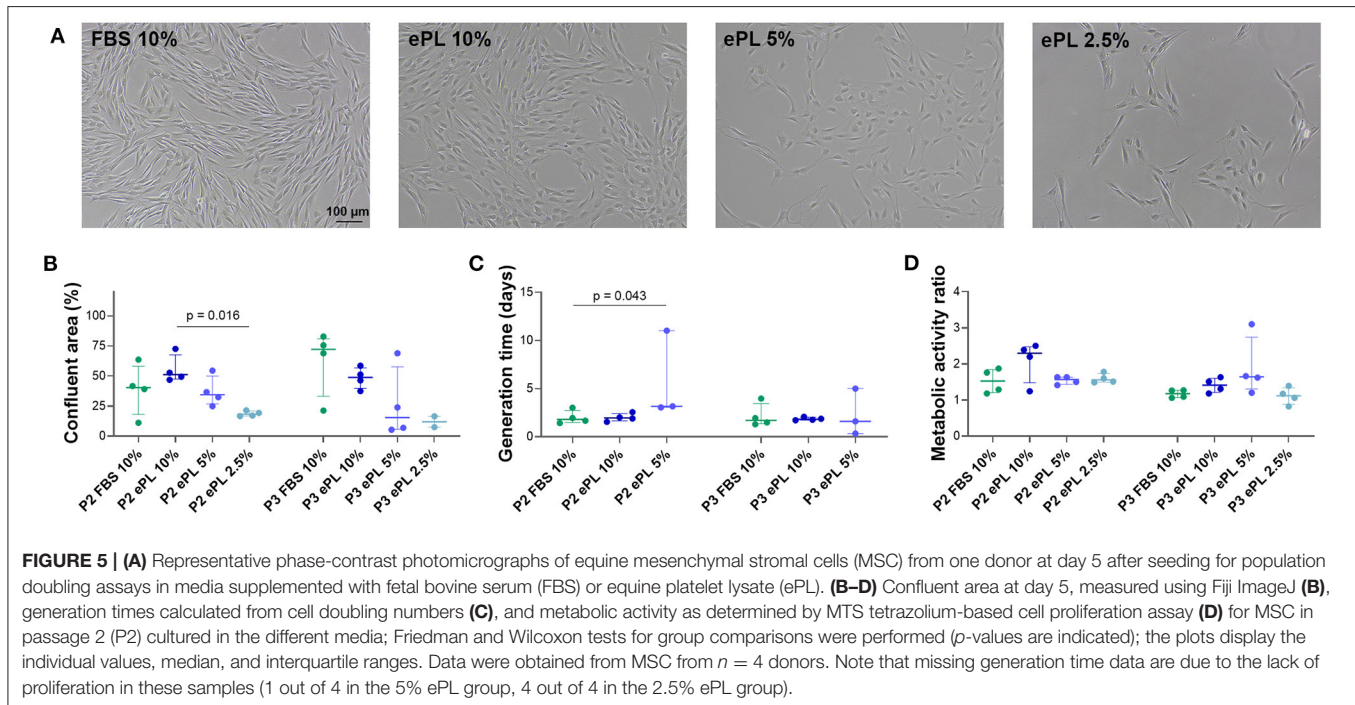 A
FBS 10%
ePL 10%
ePL 5%
ePL 2.5%
100 µm
B
Confluent area (%)
100
75
50
25
0
p = 0.016
P2 FBS 10%
P2 ePL 10%
P2 ePL 5%
P2 ePL 2.5%
P3 FBS 10%
P3 ePL 10%
P3 ePL 5%
P3 ePL 2.5%
C
Generation time (days)
15
10
5
0
p = 0.043
P2 FBS 10%
P2 ePL 10%
P2 ePL 5%
P3 FBS 10%
P3 ePL 10%
P3 ePL 5%
D
Metabolic activity ratio
4
3
2
1
0
P2 FBS 10%
P2 ePL 10%
P2 ePL 5%
P2 ePL 2.5%
P3 FBS 10%
P3 ePL 10%
P3 ePL 5%
P3 ePL 2.5%
FIGURE 5 | (A) Representative phase-contrast photomicrographs of equine mesenchymal stromal cells (MSC) from one donor at day 5 after seeding for population
doubling assays in media supplemented with fetal bovine serum (FBS) or equine platelet lysate (ePL). (B–D) Confluent area at day 5, measured using Fiji ImageJ (B),
generation times calculated from cell doubling numbers (C), and metabolic activity as determined by MTS tetrazolium-based cell proliferation assay (D) for MSC in
passage 2 (P2) cultured in the different media; Friedman and Wilcoxon tests for group comparisons were performed (p-values are indicated); the plots display the
individual values, median, and interquartile ranges. Data were obtained from MSC from n = 4 donors. Note that missing generation time data are due to the lack of
proliferation in these samples (1 out of 4 in the 5% ePL group, 4 out of 4 in the 2.5% ePL group).